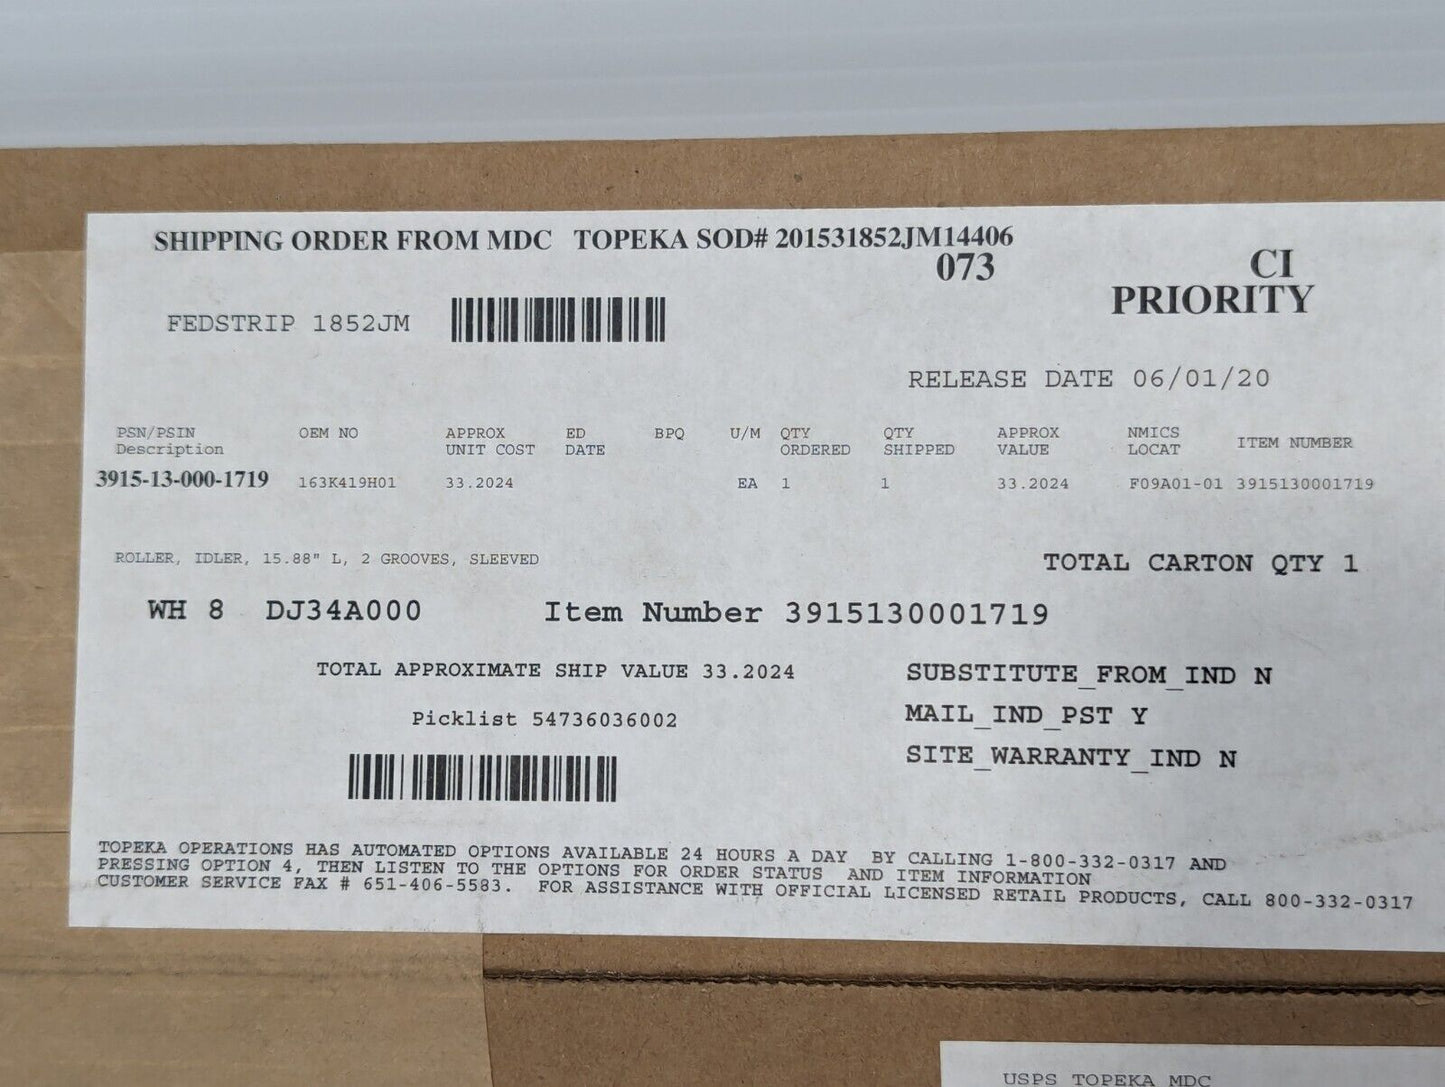 SHIPPING ORDER FROM MDC TOPEKA SOD# 201531852JM14406
073
CI
PRIORITY
FEDSTRIP 1852JM
RELEASE DATE 06/01/20
PSN/PSIN OEM NO APPROX ED BPQ U/M QTY QTY APPROX NMICS ITEM NUMBER
Description UNIT COST DATE ORDERED SHIPPED VALUE LOCAT
3915-13-000-1719 163K419H01 33.2024 EA 1 1 33.2024 F09A01-01 3915130001719
ROLLER, IDLER, 15.88" L, 2 GROOVES, SLEEVED
TOTAL CARTON QTY 1
WH 8 DJ34A000 Item Number 3915130001719
TOTAL APPROXIMATE SHIP VALUE 33.2024
SUBSTITUTE_FROM_IND N
Picklist 54736036002
MAIL_IND_PST Y
SITE_WARRANTY_IND N
TOPEKA OPERATIONS HAS AUTOMATED OPTIONS AVAILABLE 24 HOURS A DAY BY CALLING 1-800-332-0317 AND
PRESSING OPTION 4, THEN LISTEN TO THE OPTIONS FOR ORDER STATUS AND ITEM INFORMATION
CUSTOMER SERVICE FAX # 651-406-5583. FOR ASSISTANCE WITH OFFICIAL LICENSED RETAIL PRODUCTS, CALL 800-332-0317
USPS TOPEKA MDC